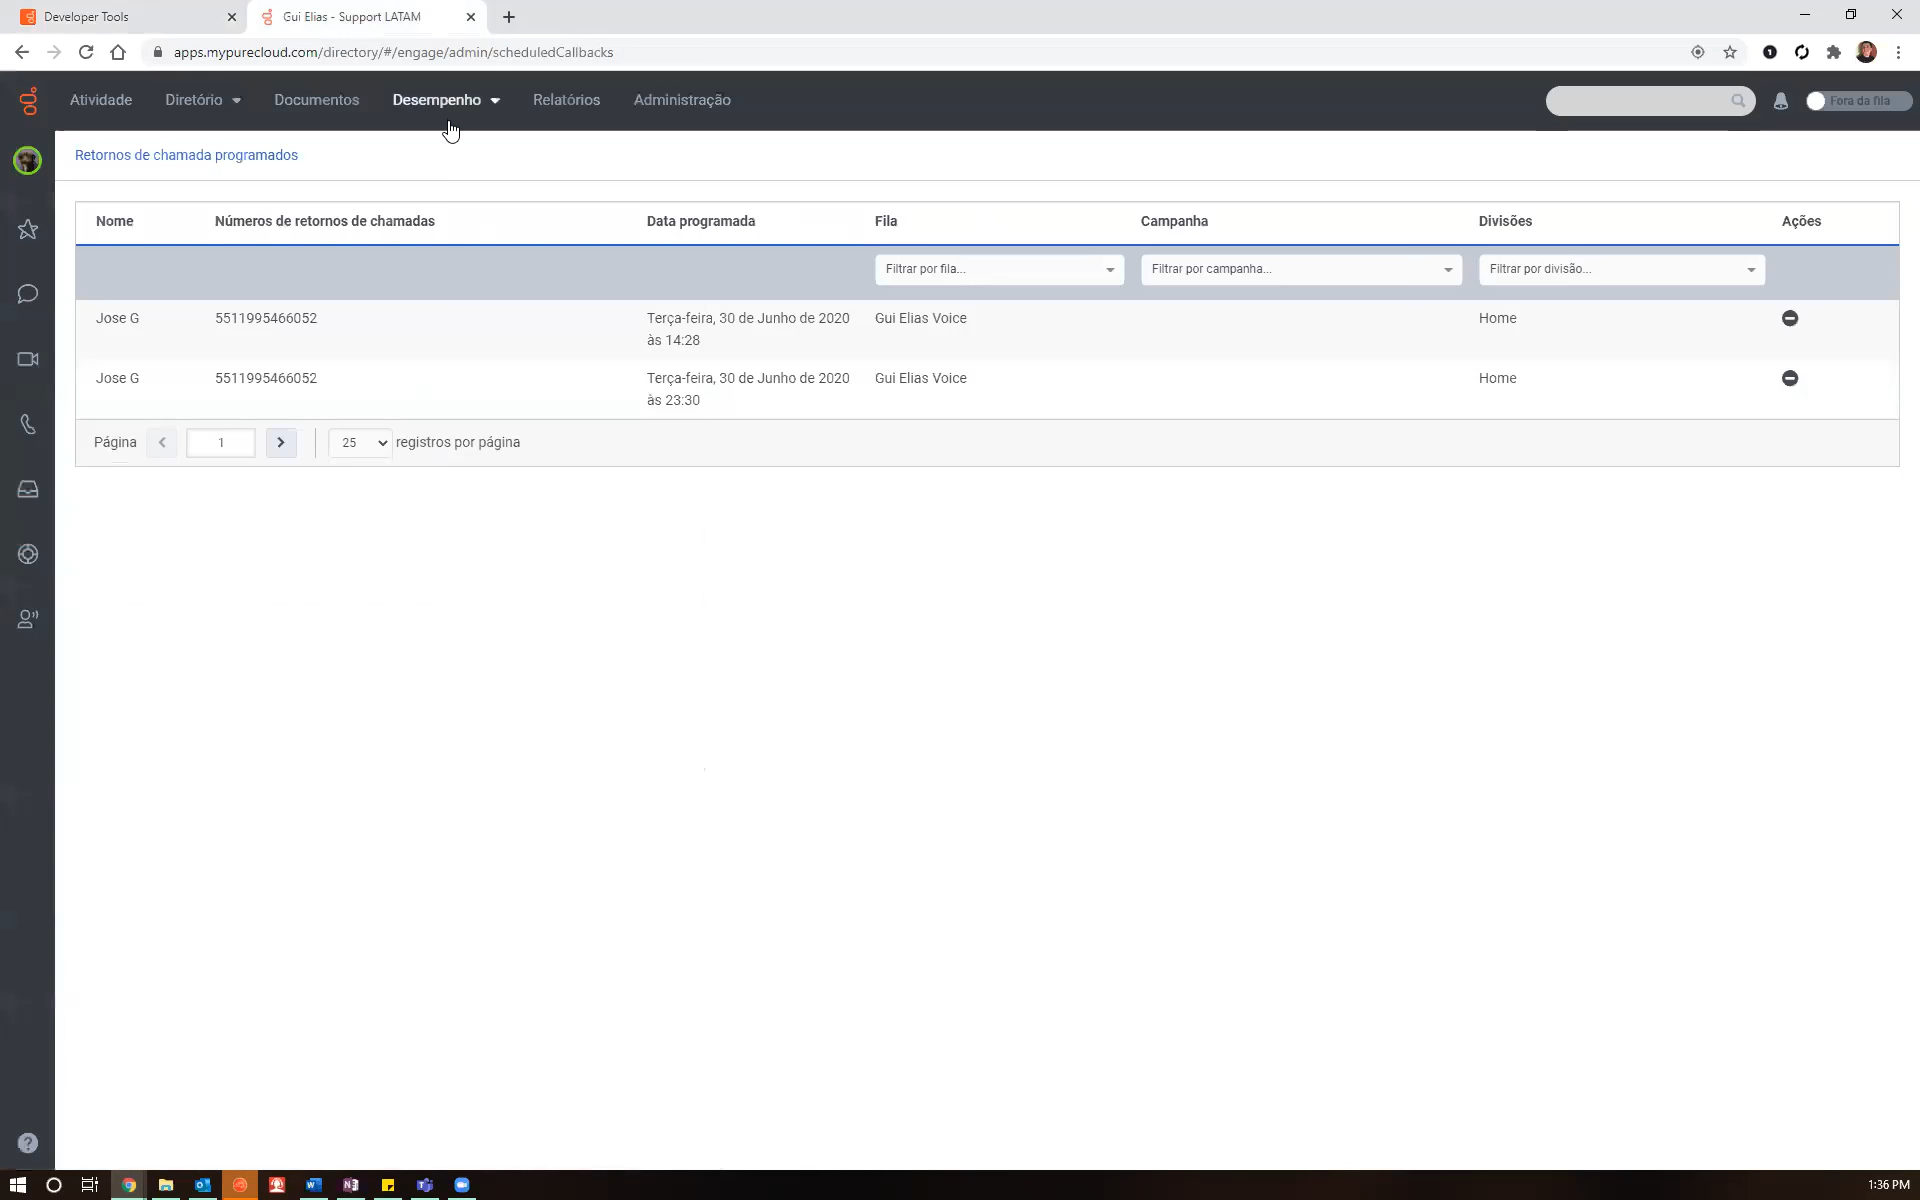 Developer Tools
Gui Elias - Support LATAM
apps.mypurecloud.com/directory/#/engage/admin/scheduledCallbacks
Atividade
Diretório
Documentos
Desempenho
Relatórios
Administração
Fora da fila
Retornos de chamada programados
Nome
Números de retornos de chamadas
Data programada
Fila
Campanha
Divisões
Ações
Filtrar por fila...
Filtrar por campanha...
Filtrar por divisão...
Jose G
5511995466052
Terça-feira, 30 de Junho de 2020
às 14:28
Gui Elias Voice
Home
Jose G
5511995466052
Terça-feira, 30 de Junho de 2020
às 23:30
Gui Elias Voice
Home
Página
1
25
registros por página
1:36 PM